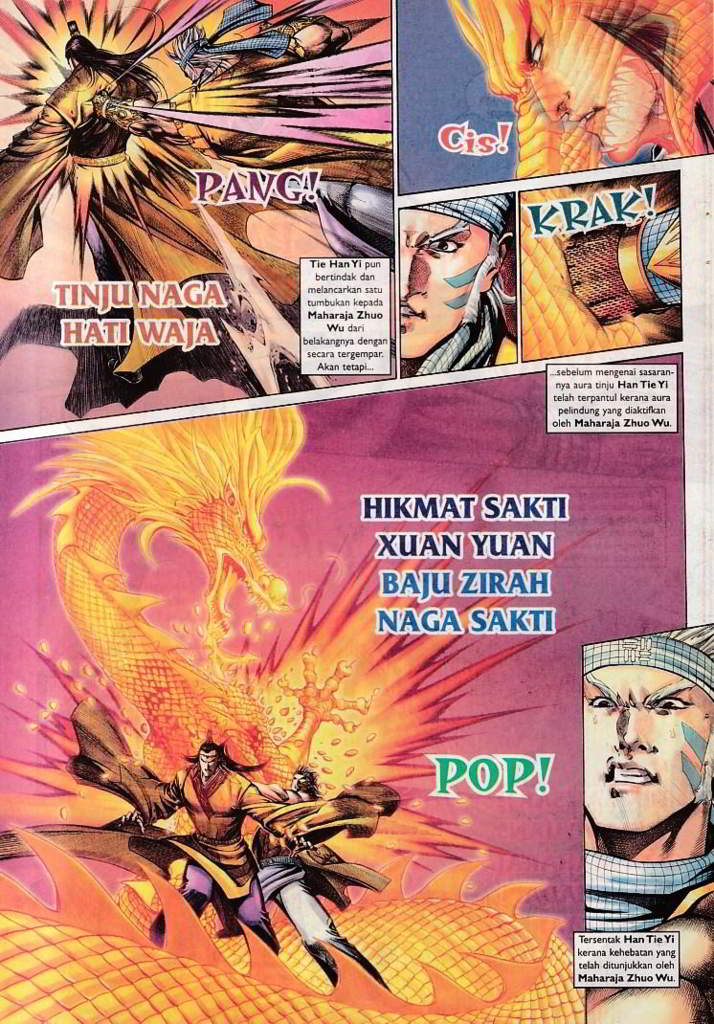 PANG!
TINJU NAGA
HATI WAJA
Tie Han Yi pun
bertindak dan
melancarkan satu
tumbukan kepada
Maharaja Zhuo
Wu dari
belakangnya dengan
secara tergempar.
Akan tetapi...
Cis!
KRAK!
...sebelum mengenai sasaran-
nya aura tinju Han Tie Yi
telah terpantul kerana aura
pelindung yang diaktifkan
oleh Maharaja Zhuo Wu.
HIKMAT SAKTI
XUAN YUAN
BAJU ZIRAH
NAGA SAKTI
POP!
Tersentak Han Tie Yi
kerana kehebatan yang
telah ditunjukkan oleh
Maharaja Zhuo Wu.